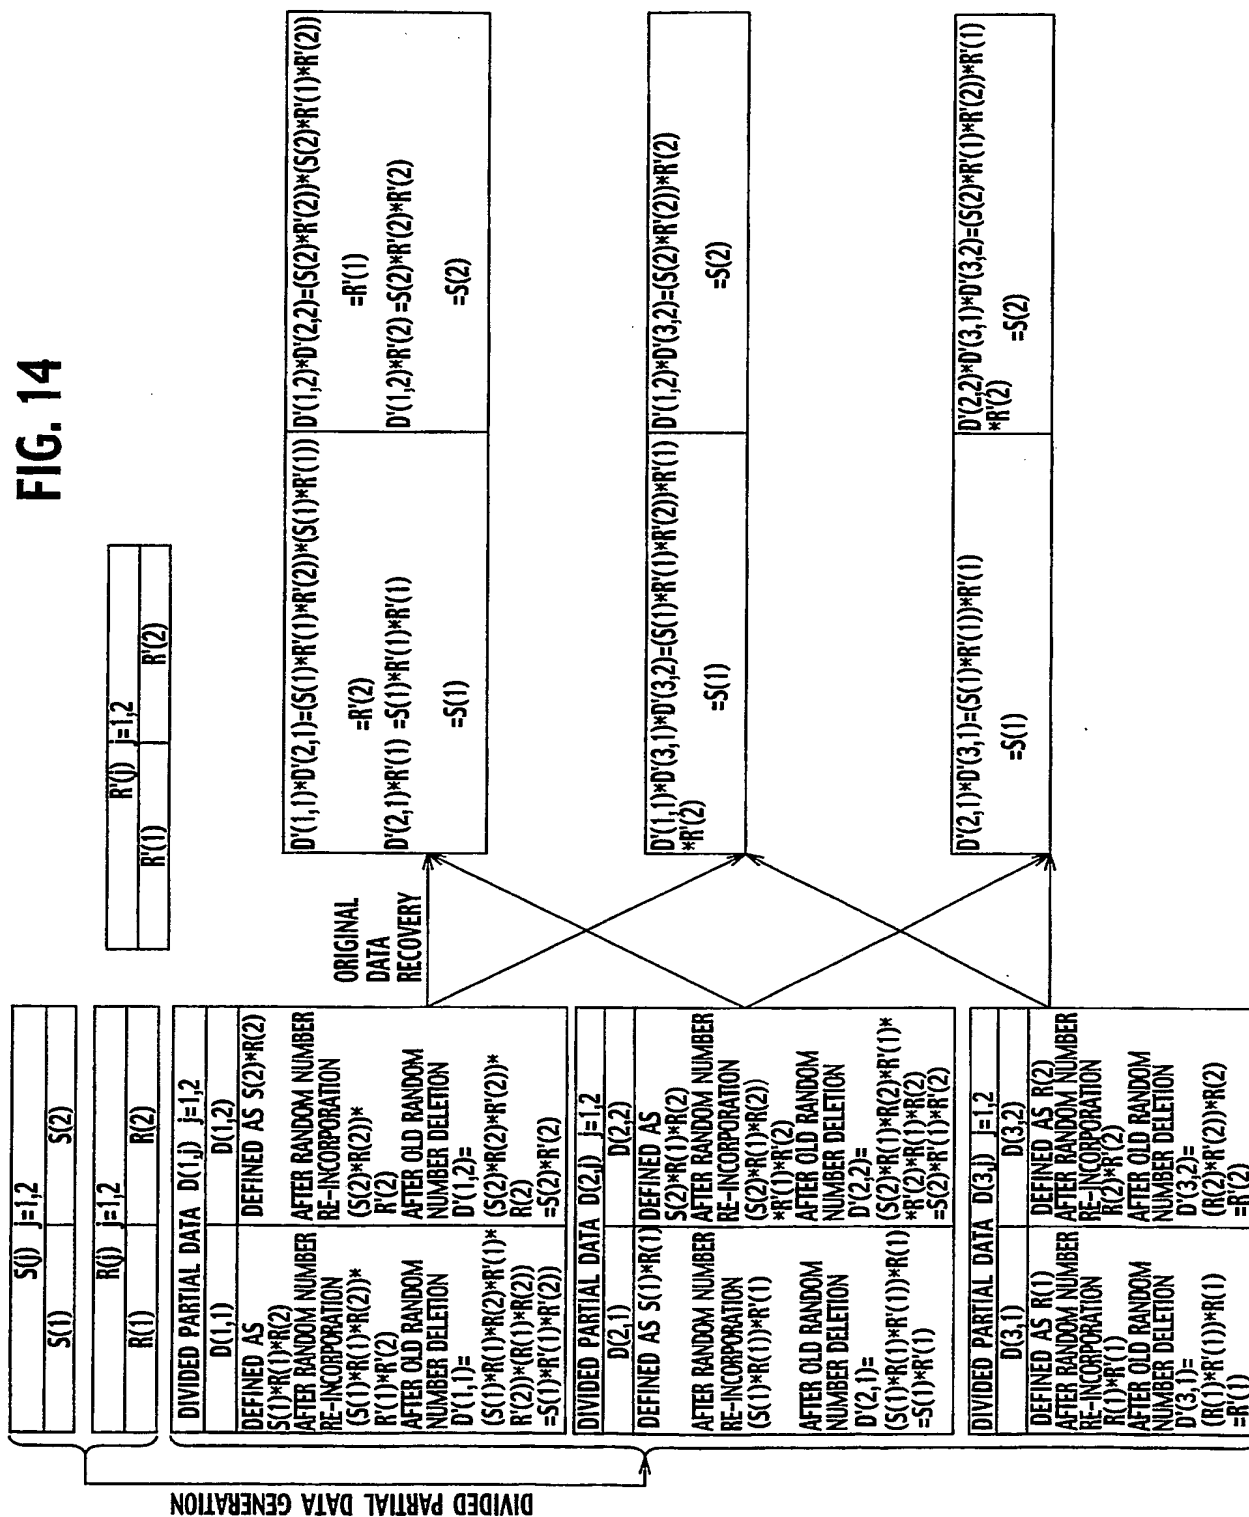 FIG. 14
S(j) j=1,2
S(1) S(2)
R(j) j=1,2
R(1) R(2)
R'(j) j=1,2
R'(1) R'(2)
DIVIDED PARTIAL DATA GENERATION
DIVIDED PARTIAL DATA D(1,j) j=1,2
D(1,1)
DEFINED AS
S(1)*R(1)*R(2)
AFTER RANDOM NUMBER
RE-INCORPORATION
(S(1)*R(1)*R(2))*
R'(1)*R'(2)
AFTER OLD RANDOM
NUMBER DELETION
D'(1,1)=
(S(1)*R(1)*R(2)*R'(1)*
R'(2))*(R(1)*R(2))
=S(1)*R'(1)*R'(2))
D(1,2)
DEFINED AS S(2)*R(2)
AFTER RANDOM NUMBER
RE-INCORPORATION
(S(2)*R(2))*
R'(2)
AFTER OLD RANDOM
NUMBER DELETION
D'(1,2)=
(S(2)*R(2)*R'(2))*
R(2)
=S(2)*R'(2)
DIVIDED PARTIAL DATA D(2,j) j=1,2
D(2,1)
DEFINED AS S(1)*R(1)
AFTER RANDOM NUMBER
RE-INCORPORATION
(S(1)*R(1))*R'(1)
AFTER OLD RANDOM
NUMBER DELETION
D'(2,1)=
(S(1)*R(1)*R'(1))*R(1)
=S(1)*R'(1)
D(2,2)
DEFINED AS
S(2)*R(1)*R(2)
AFTER RANDOM NUMBER
RE-INCORPORATION
(S(2)*R(1)*R(2))
*R'(1)*R'(2)
AFTER OLD RANDOM
NUMBER DELETION
D'(2,2)=
(S(2)*R(1)*R(2)*R'(1)*
*R'(2)*R(1)*R(2)
=S(2)*R'(1)*R'(2)
DIVIDED PARTIAL DATA D(3,j) j=1,2
D(3,1)
DEFINED AS R(1)
AFTER RANDOM NUMBER
RE-INCORPORATION
R(1)*R'(1)
AFTER OLD RANDOM
NUMBER DELETION
D'(3,1)=
(R(1)*R'(1))*R(1)
=R'(1)
D(3,2)
DEFINED AS R(2)
AFTER RANDOM NUMBER
RE-INCORPORATION
R(2)*R'(2)
AFTER OLD RANDOM
NUMBER DELETION
D'(3,2)=
(R(2)*R'(2))*R(2)
=R'(2)
ORIGINAL
DATA
RECOVERY
D'(1,1)*D'(2,1)=(S(1)*R'(1)*R'(2))*(S(1)*R'(1))
=R'(2)
D'(2,1)*R'(1) =S(1)*R'(1)*R'(1)
=S(1)
D'(1,2)*D'(2,2)=(S(2)*R'(2))*(S(2)*R'(1)*R'(2))
=R'(1)
D'(1,2)*R'(2) =S(2)*R'(2)*R'(2)
=S(2)
D'(1,1)*D'(3,1)*D'(3,2)=(S(1)*R'(1)*R'(2))*R'(1)
*R'(2)
=S(1)
D'(1,2)*D'(3,2)=(S(2)*R'(2))*R'(2)
=S(2)
D'(2,1)*D'(3,1)=(S(1)*R'(1))*R'(1)
=S(1)
D'(2,2)*D'(3,1)*D'(3,2)=(S(2)*R'(1)*R'(2))*R'(1)
*R'(2)
=S(2)